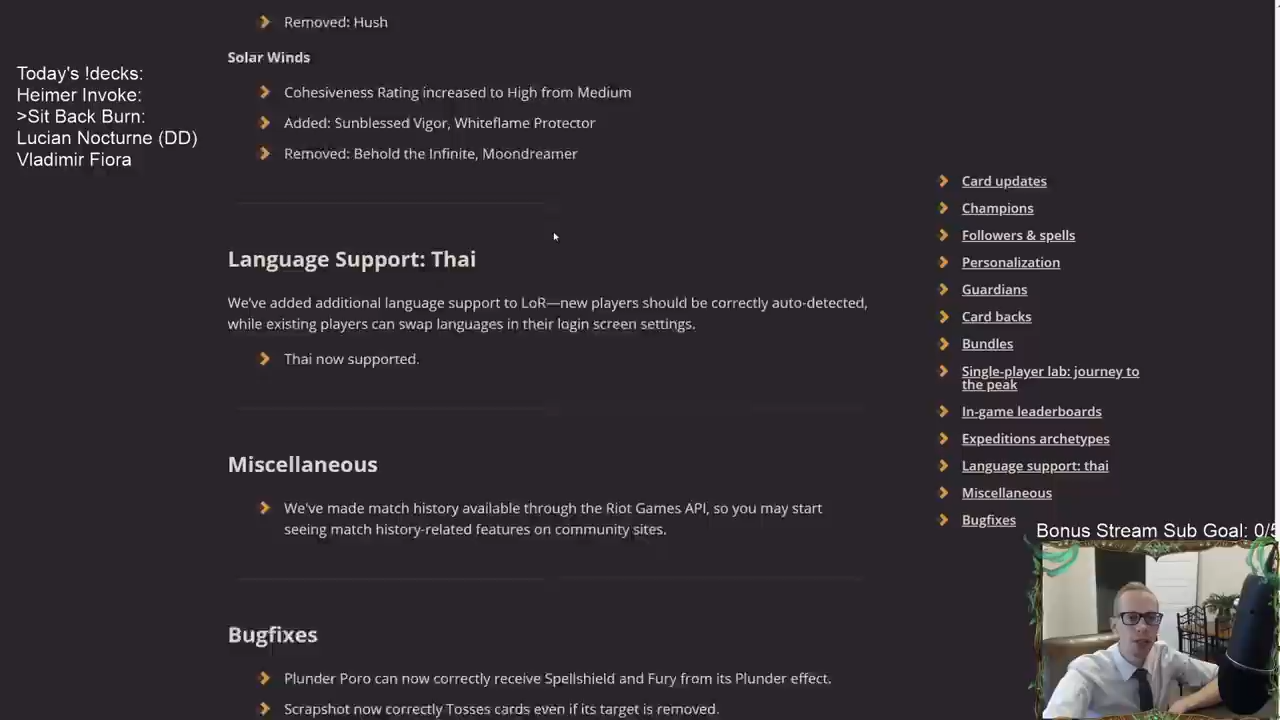 Removed: Hush
Solar Winds
Cohesiveness Rating increased to High from Medium
Added: Sunblessed Vigor, Whiteflame Protector
Removed: Behold the Infinite, Moondreamer
Language Support: Thai
We've added additional language support to LoR—new players should be correctly auto-detected,
while existing players can swap languages in their login screen settings.
Thai now supported.
Miscellaneous
We've made match history available through the Riot Games API, so you may start
seeing match history-related features on community sites.
Bugfixes
Plunder Poro can now correctly receive Spellshield and Fury from its Plunder effect.
Scrapshot now correctly Tosses cards even if its target is removed.
Today's !decks:
Heimer Invoke:
>Sit Back Burn:
Lucian Nocturne (DD)
Vladimir Fiora
Card updates
Champions
Followers & spells
Personalization
Guardians
Card backs
Bundles
Single-player lab: journey to
the peak
In-game leaderboards
Expeditions archetypes
Language support: thai
Miscellaneous
Bugfixes
Bonus Stream Sub Goal: 0/5